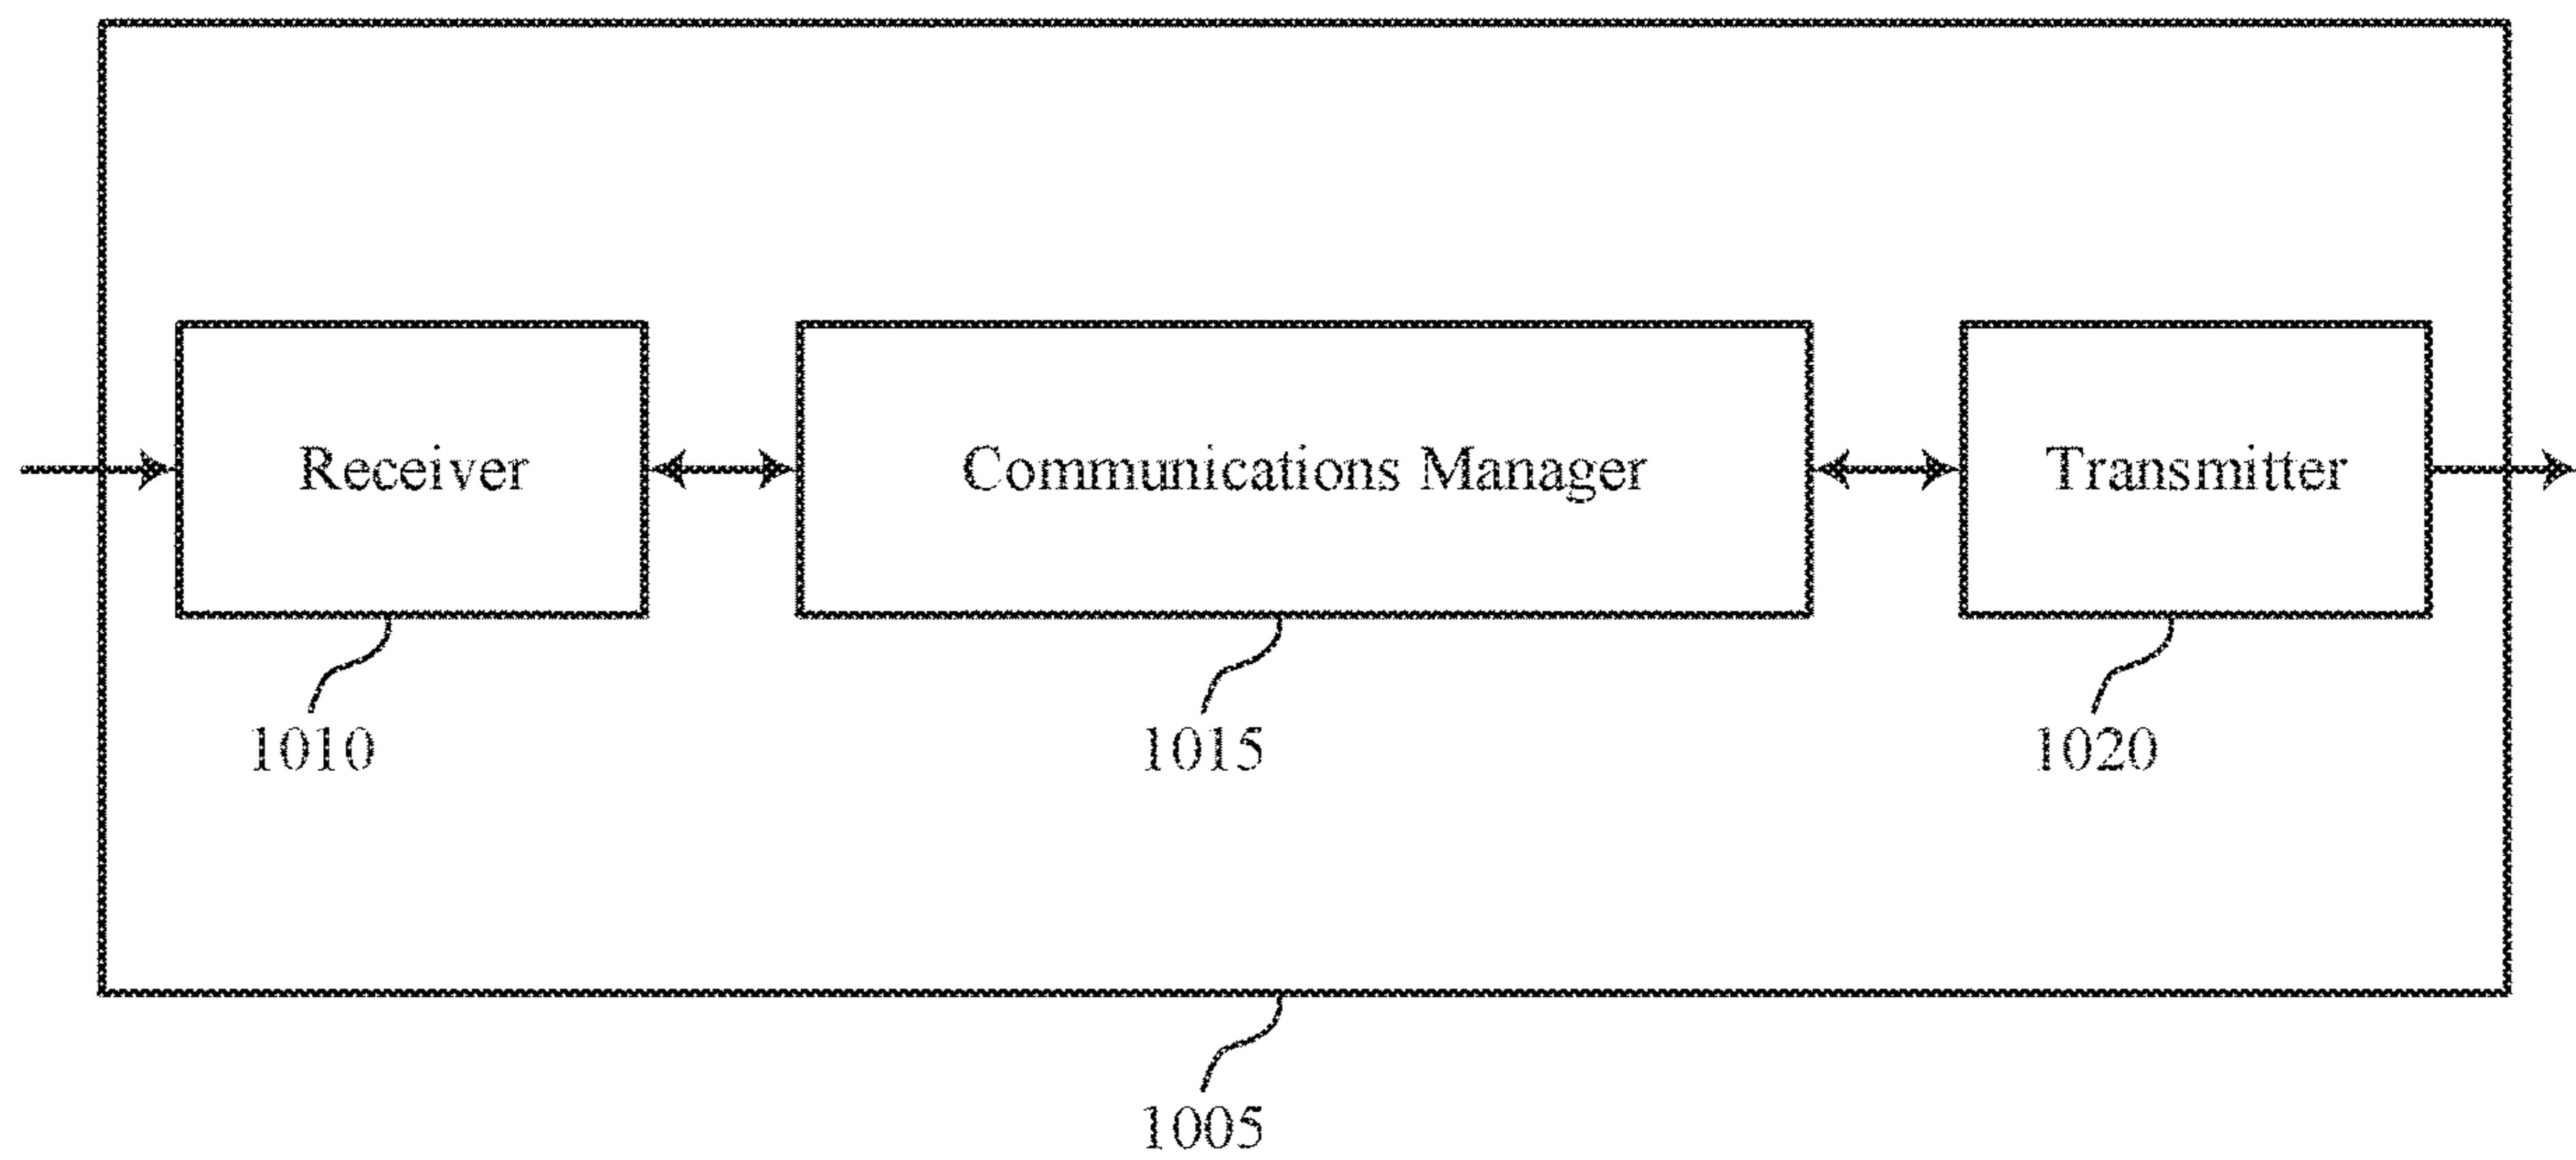 Receiver
Communications Manager
Transmitter
1010
1015
1020
1005